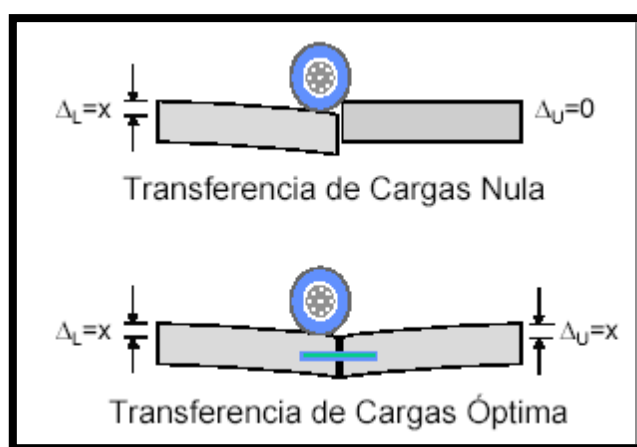 ΔL=x ΔU=0
Transferencia de Cargas Nula
ΔL=x ΔU=x
Transferencia de Cargas Óptima